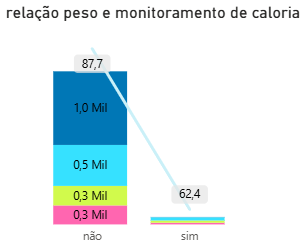 relação peso e monitoramento de caloria
87,7
1,0 Mil
0,5 Mil
62,4
0,3 Mil
0,3 Mil
não sim